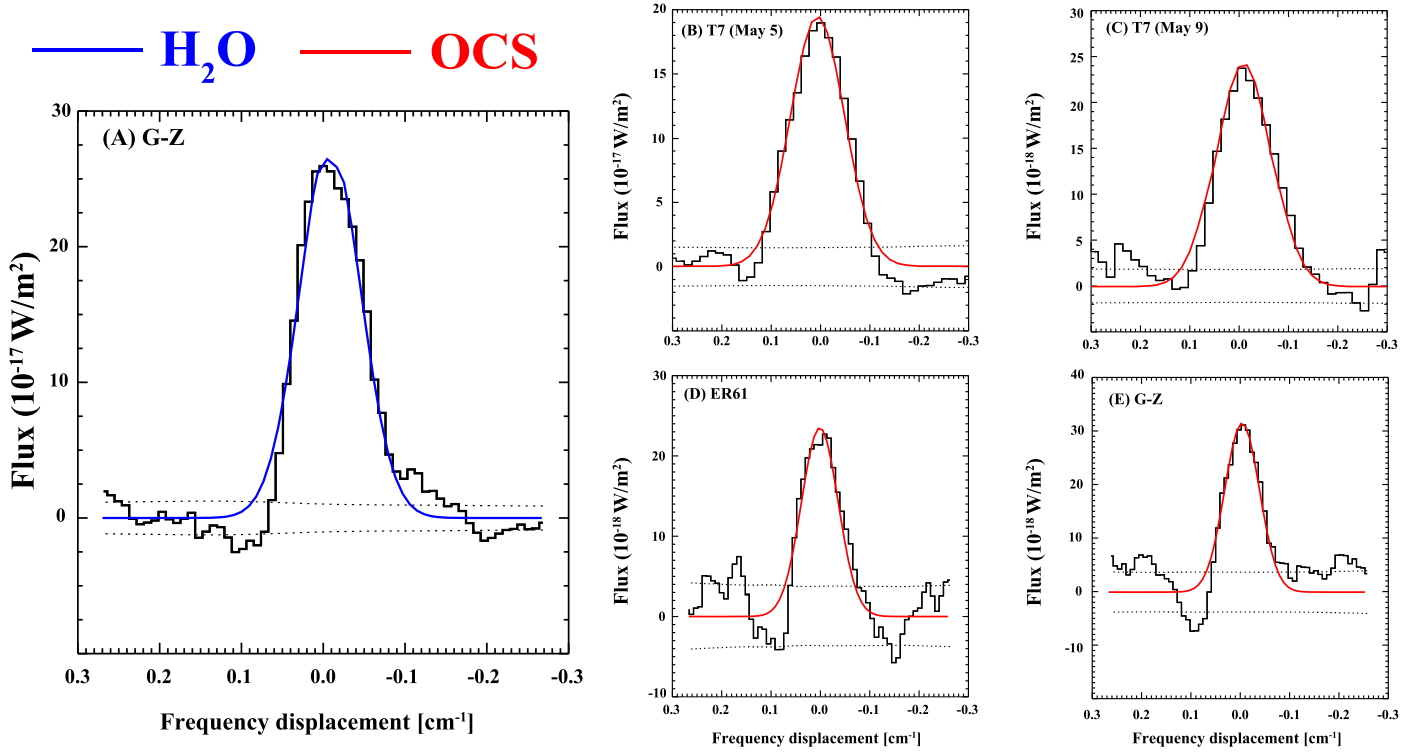 H₂O OCS
(A) G-Z
30
20
10
0
Flux (10⁻¹⁷ W/m²)
0.3 0.2 0.1 0.0 -0.1 -0.2 -0.3
Frequency displacement [cm⁻¹]
(B) T7 (May 5)
20
15
10
5
0
-5
Flux (10⁻¹⁷ W/m²)
0.3 0.2 0.1 0.0 -0.1 -0.2 -0.3
(C) T7 (May 9)
30
25
20
15
10
5
0
-5
Flux (10⁻¹⁸ W/m²)
0.3 0.2 0.1 0.0 -0.1 -0.2 -0.3
(D) ER61
30
20
10
0
-10
Flux (10⁻¹⁸ W/m²)
0.3 0.2 0.1 0.0 -0.1 -0.2 -0.3
Frequency displacement [cm⁻¹]
(E) G-Z
40
30
20
10
0
-10
Flux (10⁻¹⁸ W/m²)
0.3 0.2 0.1 0.0 -0.1 -0.2 -0.3
Frequency displacement [cm⁻¹]